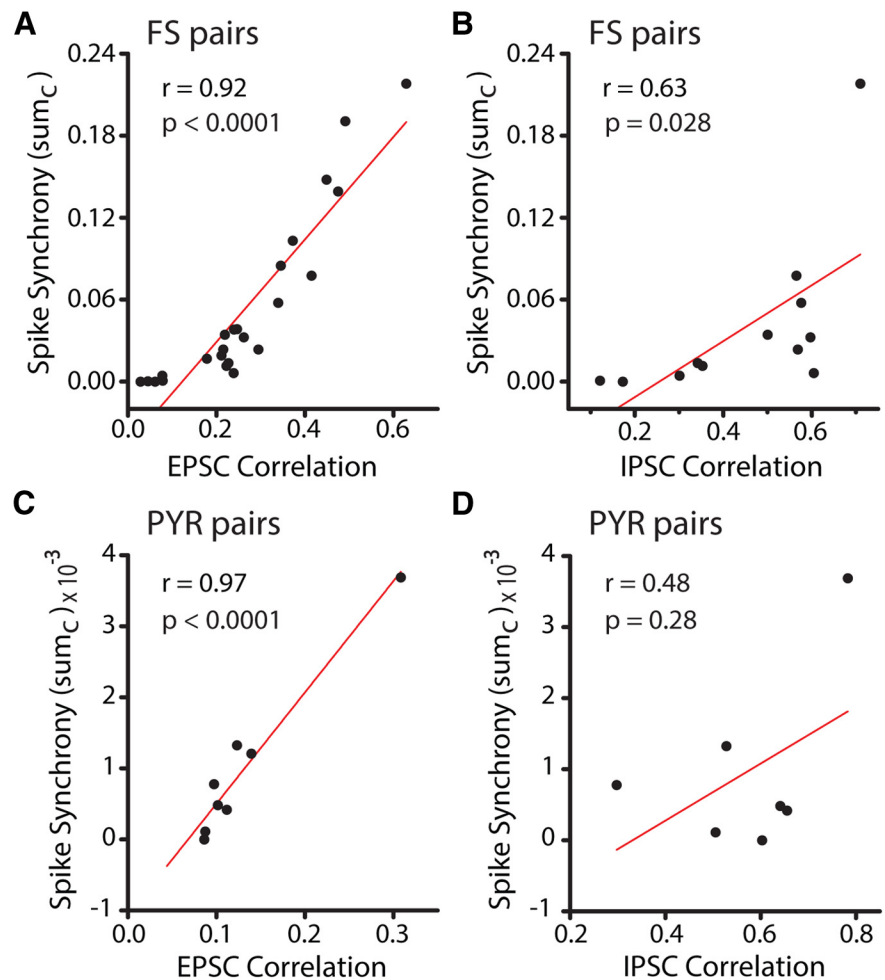 A
FS pairs
r = 0.92
p < 0.0001
Spike Synchrony (sumC)
0.24
0.18
0.12
0.06
0.00
0.0 0.2 0.4 0.6
EPSC Correlation
B
FS pairs
r = 0.63
p = 0.028
Spike Synchrony (sumC)
0.24
0.18
0.12
0.06
0.00
0.2 0.4 0.6
IPSC Correlation
C
PYR pairs
r = 0.97
p < 0.0001
Spike Synchrony (sumC) x 10-3
4
3
2
1
0
-1
0.0 0.1 0.2 0.3
EPSC Correlation
D
PYR pairs
r = 0.48
p = 0.28
Spike Synchrony (sumC) x 10-3
4
3
2
1
0
-1
0.2 0.4 0.6 0.8
IPSC Correlation